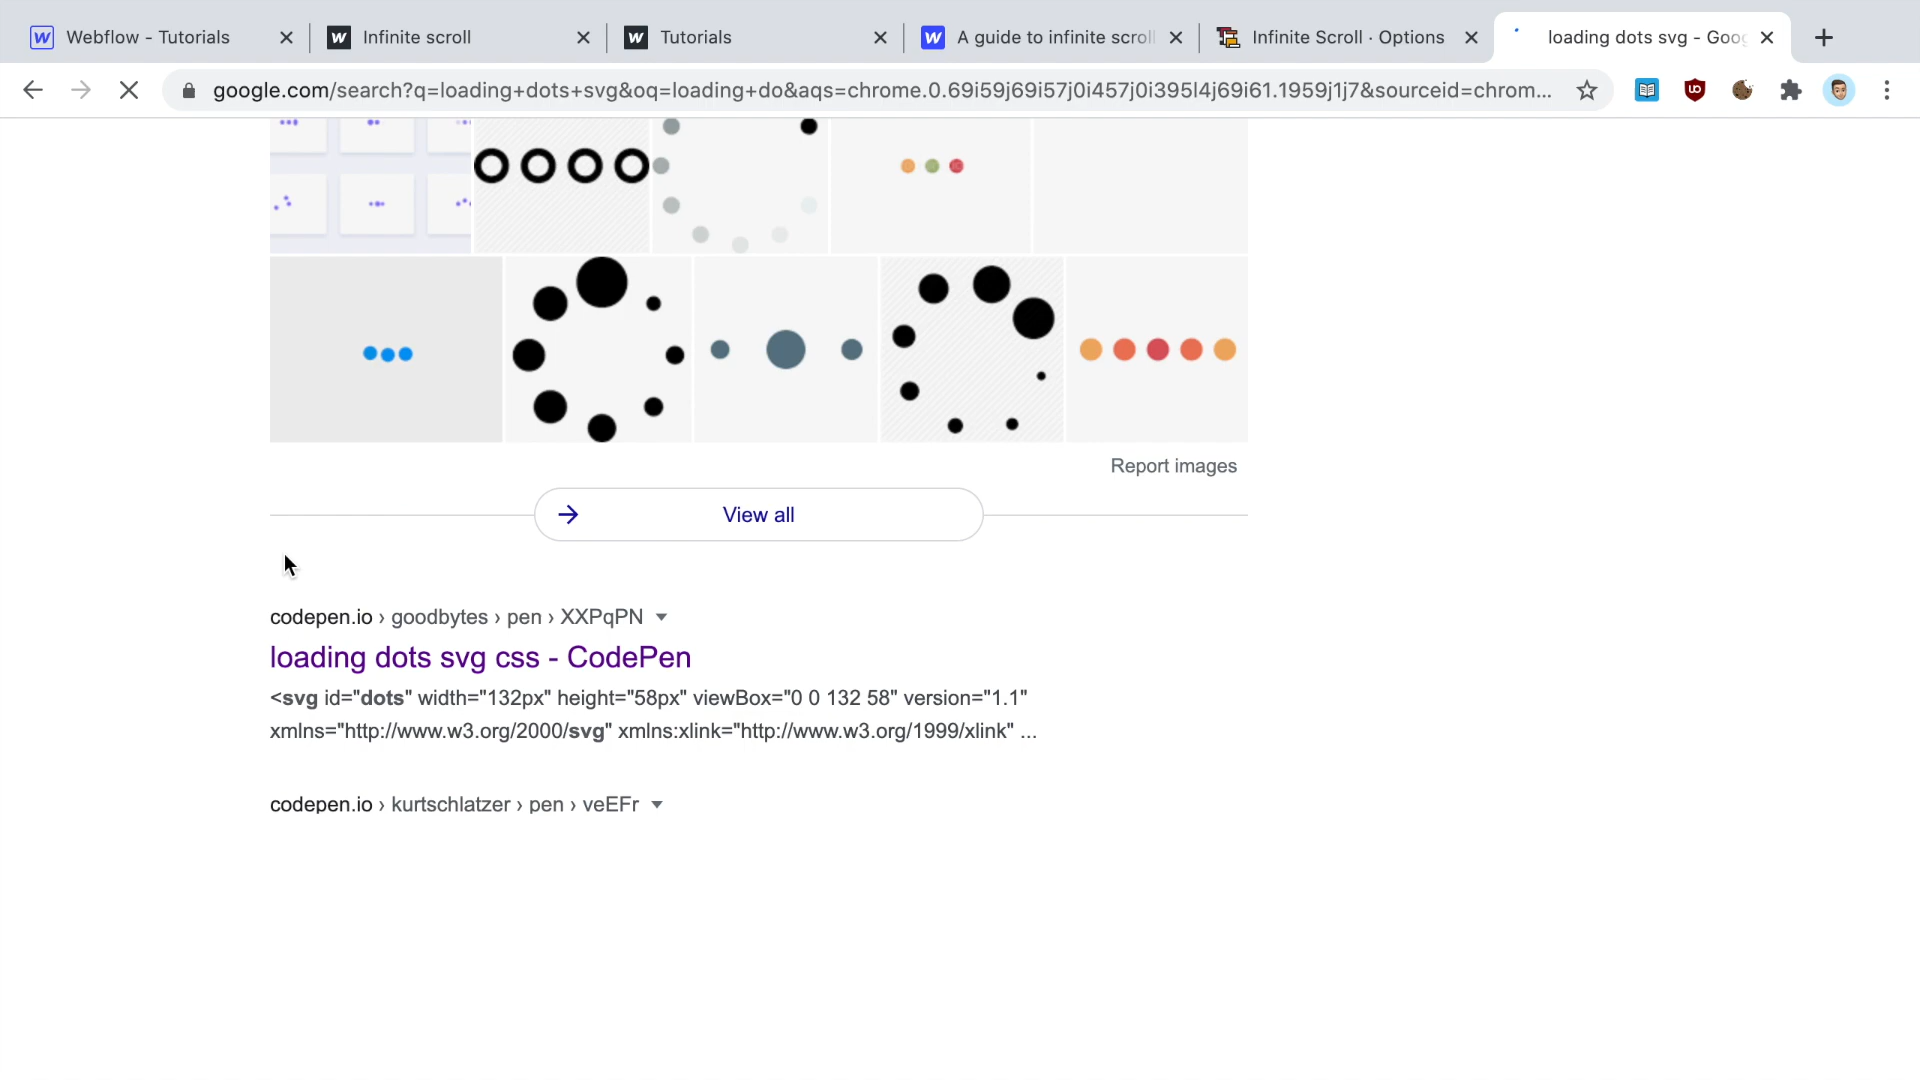 Webflow - Tutorials
Infinite scroll
Tutorials
A guide to infinite scroll
Infinite Scroll · Options
loading dots svg - Goog
google.com/search?q=loading+dots+svg&oq=loading+do&aqs=chrome.0.69i59j69i57j0i457j0i395l4j69i61.1959j1j7&sourceid=chrom...
Report images
View all
codepen.io › goodbytes › pen › XXPqPN
loading dots svg css - CodePen
<svg id="dots" width="132px" height="58px" viewBox="0 0 132 58" version="1.1"
xmlns="http://www.w3.org/2000/svg" xmlns:xlink="http://www.w3.org/1999/xlink" ...
codepen.io › kurtschlatzer › pen › veEFr